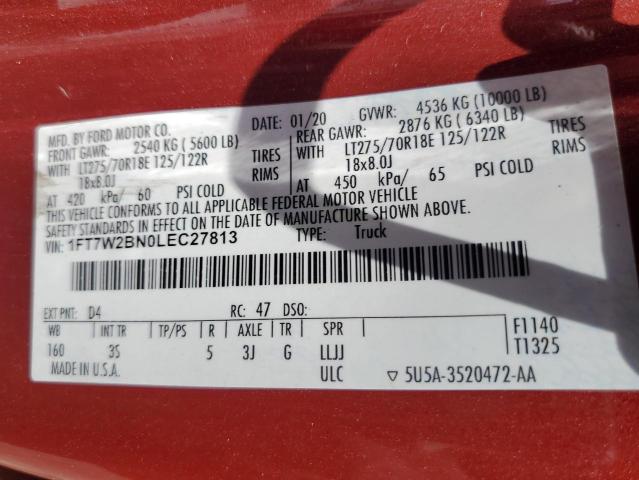 MFD. BY FORD MOTOR CO.
DATE: 01/20 GVWR: 4536 KG (10000 LB)
FRONT GAWR: 2540 KG ( 5600 LB)
REAR GAWR: 2876 KG ( 6340 LB)
WITH LT275/70R18E 125/122R TIRES
WITH LT275/70R18E 125/122R TIRES
18x8.0J RIMS
18x8.0J RIMS
AT 420 kPa/ 60 PSI COLD
AT 450 kPa/ 65 PSI COLD
THIS VEHICLE CONFORMS TO ALL APPLICABLE FEDERAL MOTOR VEHICLE
SAFETY STANDARDS IN EFFECT ON THE DATE OF MANUFACTURE SHOWN ABOVE.
VIN: 1FT7W2BN0LEC27813 TYPE: Truck
EXT PNT: D4 RC: 47 DSO:
WB INT TR TP/PS R AXLE TR SPR F1140
160 3S 5 3J G LLJJ T1325
MADE IN U.S.A. ULC ▽ 5U5A-3520472-AA